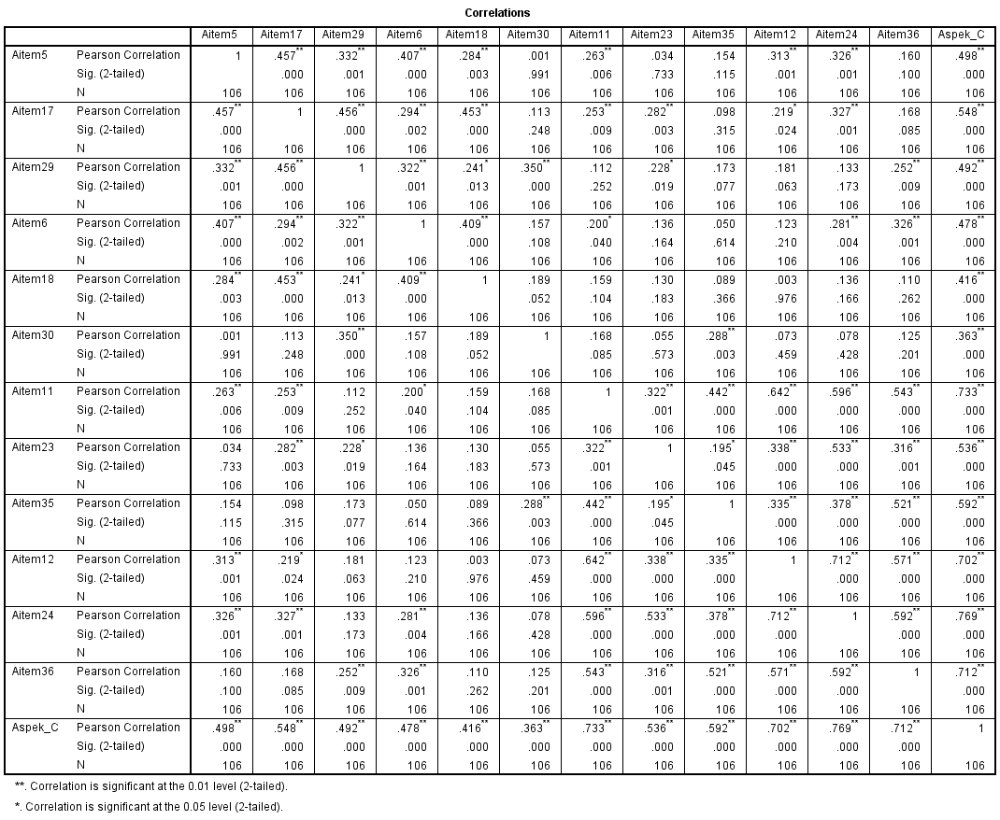 Correlations
Aitem5 Aitem17 Aitem29 Aitem6 Aitem18 Aitem30 Aitem11 Aitem23 Aitem35 Aitem12 Aitem24 Aitem36 Aspek_C
Aitem5 Pearson Correlation 1 .457** .332** .407** .284** .001 .263** .034 .154 .313** .326** .160 .498**
Sig. (2-tailed) .000 .001 .000 .003 .991 .006 .733 .115 .001 .001 .100 .000
N 106 106 106 106 106 106 106 106 106 106 106 106 106
Aitem17 Pearson Correlation .457** 1 .456** .294** .453** .113 .253** .282** .098 .219* .327** .168 .548**
Sig. (2-tailed) .000 .000 .002 .000 .248 .009 .003 .315 .024 .001 .085 .000
N 106 106 106 106 106 106 106 106 106 106 106 106 106
Aitem29 Pearson Correlation .332** .456** 1 .322** .241* .350** .112 .228* .173 .181 .133 .252** .492**
Sig. (2-tailed) .001 .000 .001 .013 .000 .252 .019 .077 .063 .173 .009 .000
N 106 106 106 106 106 106 106 106 106 106 106 106 106
Aitem6 Pearson Correlation .407** .294** .322** 1 .409** .157 .200* .136 .050 .123 .281** .326** .478**
Sig. (2-tailed) .000 .002 .001 .000 .108 .040 .164 .614 .210 .004 .001 .000
N 106 106 106 106 106 106 106 106 106 106 106 106 106
Aitem18 Pearson Correlation .284** .453** .241* .409** 1 .189 .159 .130 .089 .003 .136 .110 .416**
Sig. (2-tailed) .003 .000 .013 .000 .052 .104 .183 .366 .976 .166 .262 .000
N 106 106 106 106 106 106 106 106 106 106 106 106 106
Aitem30 Pearson Correlation .001 .113 .350** .157 .189 1 .168 .055 .288** .073 .078 .125 .363**
Sig. (2-tailed) .991 .248 .000 .108 .052 .085 .573 .003 .459 .428 .201 .000
N 106 106 106 106 106 106 106 106 106 106 106 106 106
Aitem11 Pearson Correlation .263** .253** .112 .200* .159 .168 1 .322** .442** .642** .596** .543** .733**
Sig. (2-tailed) .006 .009 .252 .040 .104 .085 .001 .000 .000 .000 .000 .000
N 106 106 106 106 106 106 106 106 106 106 106 106 106
Aitem23 Pearson Correlation .034 .282** .228* .136 .130 .055 .322** 1 .195* .338** .533** .316** .536**
Sig. (2-tailed) .733 .003 .019 .164 .183 .573 .001 .045 .000 .000 .001 .000
N 106 106 106 106 106 106 106 106 106 106 106 106 106
Aitem35 Pearson Correlation .154 .098 .173 .050 .089 .288** .442** .195* 1 .335** .378** .521** .592**
Sig. (2-tailed) .115 .315 .077 .614 .366 .003 .000 .045 .000 .000 .000 .000
N 106 106 106 106 106 106 106 106 106 106 106 106 106
Aitem12 Pearson Correlation .313** .219* .181 .123 .003 .073 .642** .338** .335** 1 .712** .571** .702**
Sig. (2-tailed) .001 .024 .063 .210 .976 .459 .000 .000 .000 .000 .000 .000
N 106 106 106 106 106 106 106 106 106 106 106 106 106
Aitem24 Pearson Correlation .326** .327** .133 .281** .136 .078 .596** .533** .378** .712** 1 .592** .769**
Sig. (2-tailed) .001 .001 .173 .004 .166 .428 .000 .000 .000 .000 .000 .000
N 106 106 106 106 106 106 106 106 106 106 106 106 106
Aitem36 Pearson Correlation .160 .168 .252** .326** .110 .125 .543** .316** .521** .571** .592** 1 .712**
Sig. (2-tailed) .100 .085 .009 .001 .262 .201 .000 .001 .000 .000 .000 .000
N 106 106 106 106 106 106 106 106 106 106 106 106 106
Aspek_C Pearson Correlation .498** .548** .492** .478** .416** .363** .733** .536** .592** .702** .769** .712** 1
Sig. (2-tailed) .000 .000 .000 .000 .000 .000 .000 .000 .000 .000 .000 .000
N 106 106 106 106 106 106 106 106 106 106 106 106 106
**. Correlation is significant at the 0.01 level (2-tailed).
*. Correlation is significant at the 0.05 level (2-tailed).